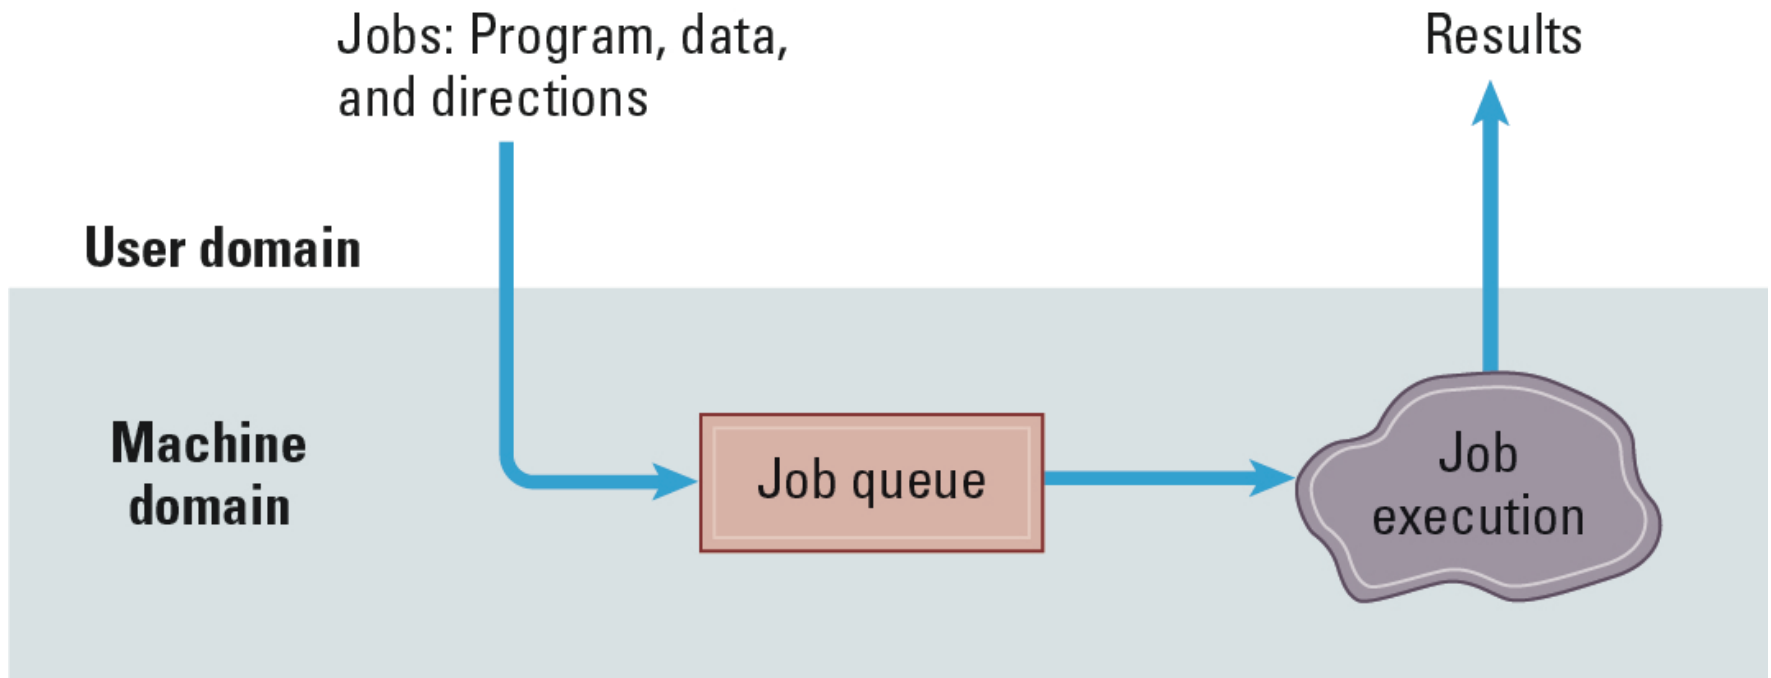 Jobs: Program, data,
and directions
Results
User domain
Machine
domain
Job queue
Job
execution